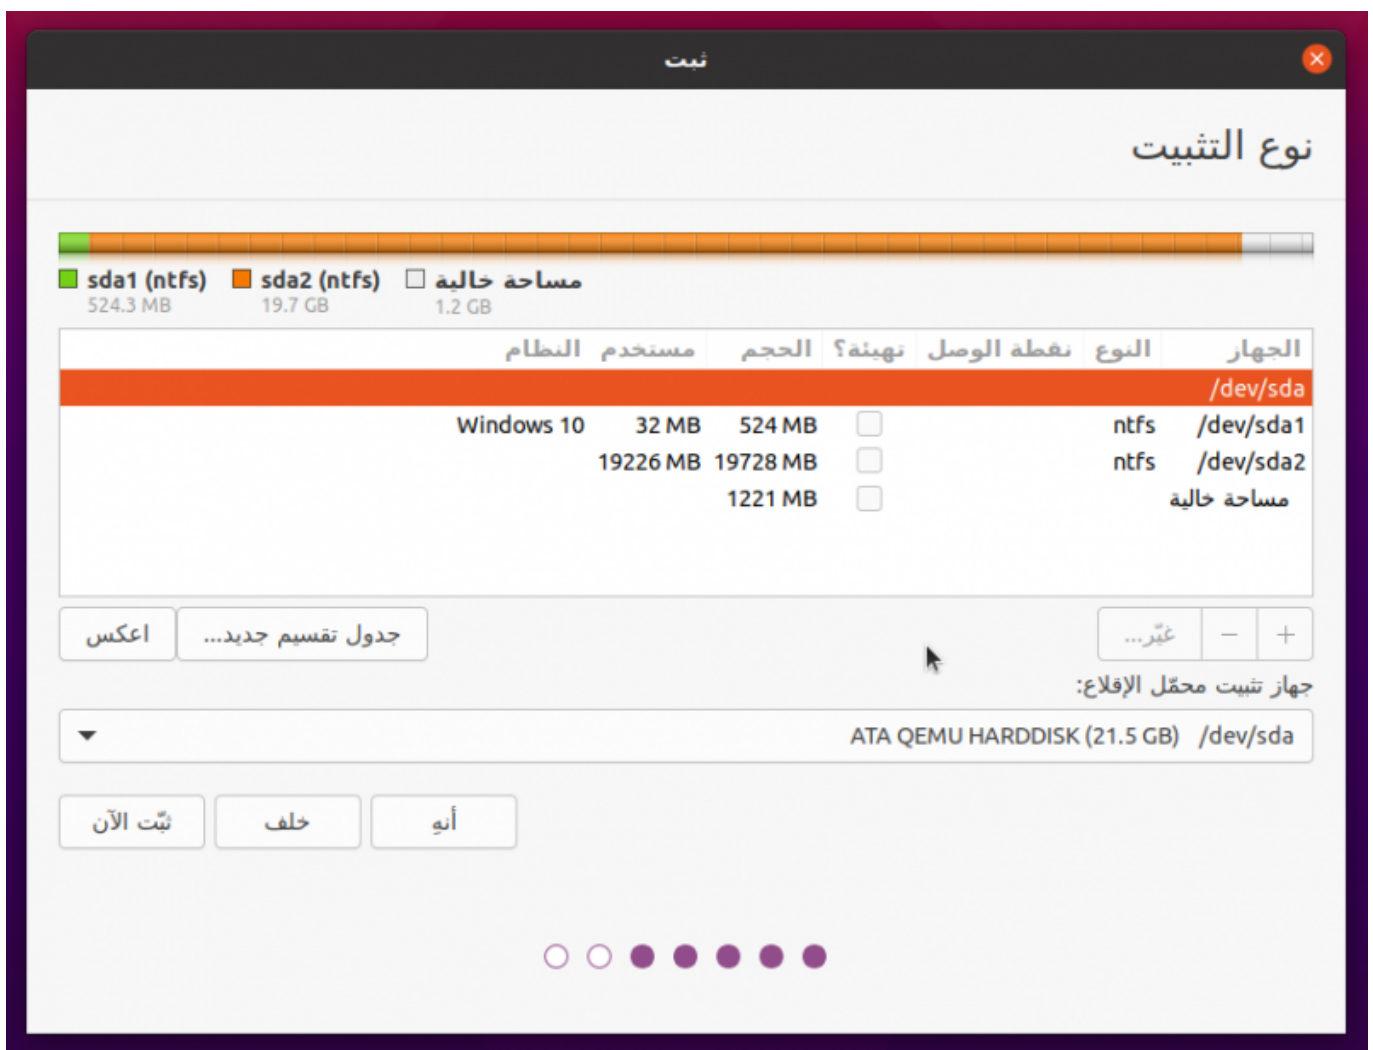 ثبت
نوع التثبيت
sda1 (ntfs) sda2 (ntfs) مساحة خالية
524.3 MB 19.7 GB 1.2 GB
الجهاز النوع نقطة الوصل تهيئة؟ الحجم مستخدم النظام
/dev/sda
/dev/sda1 ntfs 524 MB 32 MB Windows 10
/dev/sda2 ntfs 19728 MB 19226 MB
مساحة خالية 1221 MB
+ − غيّر... جدول تقسيم جديد... اعكس
جهاز تثبيت محمّل الإقلاع:
/dev/sda ATA QEMU HARDDISK (21.5 GB)
أنهِ خلف ثبّت الآن